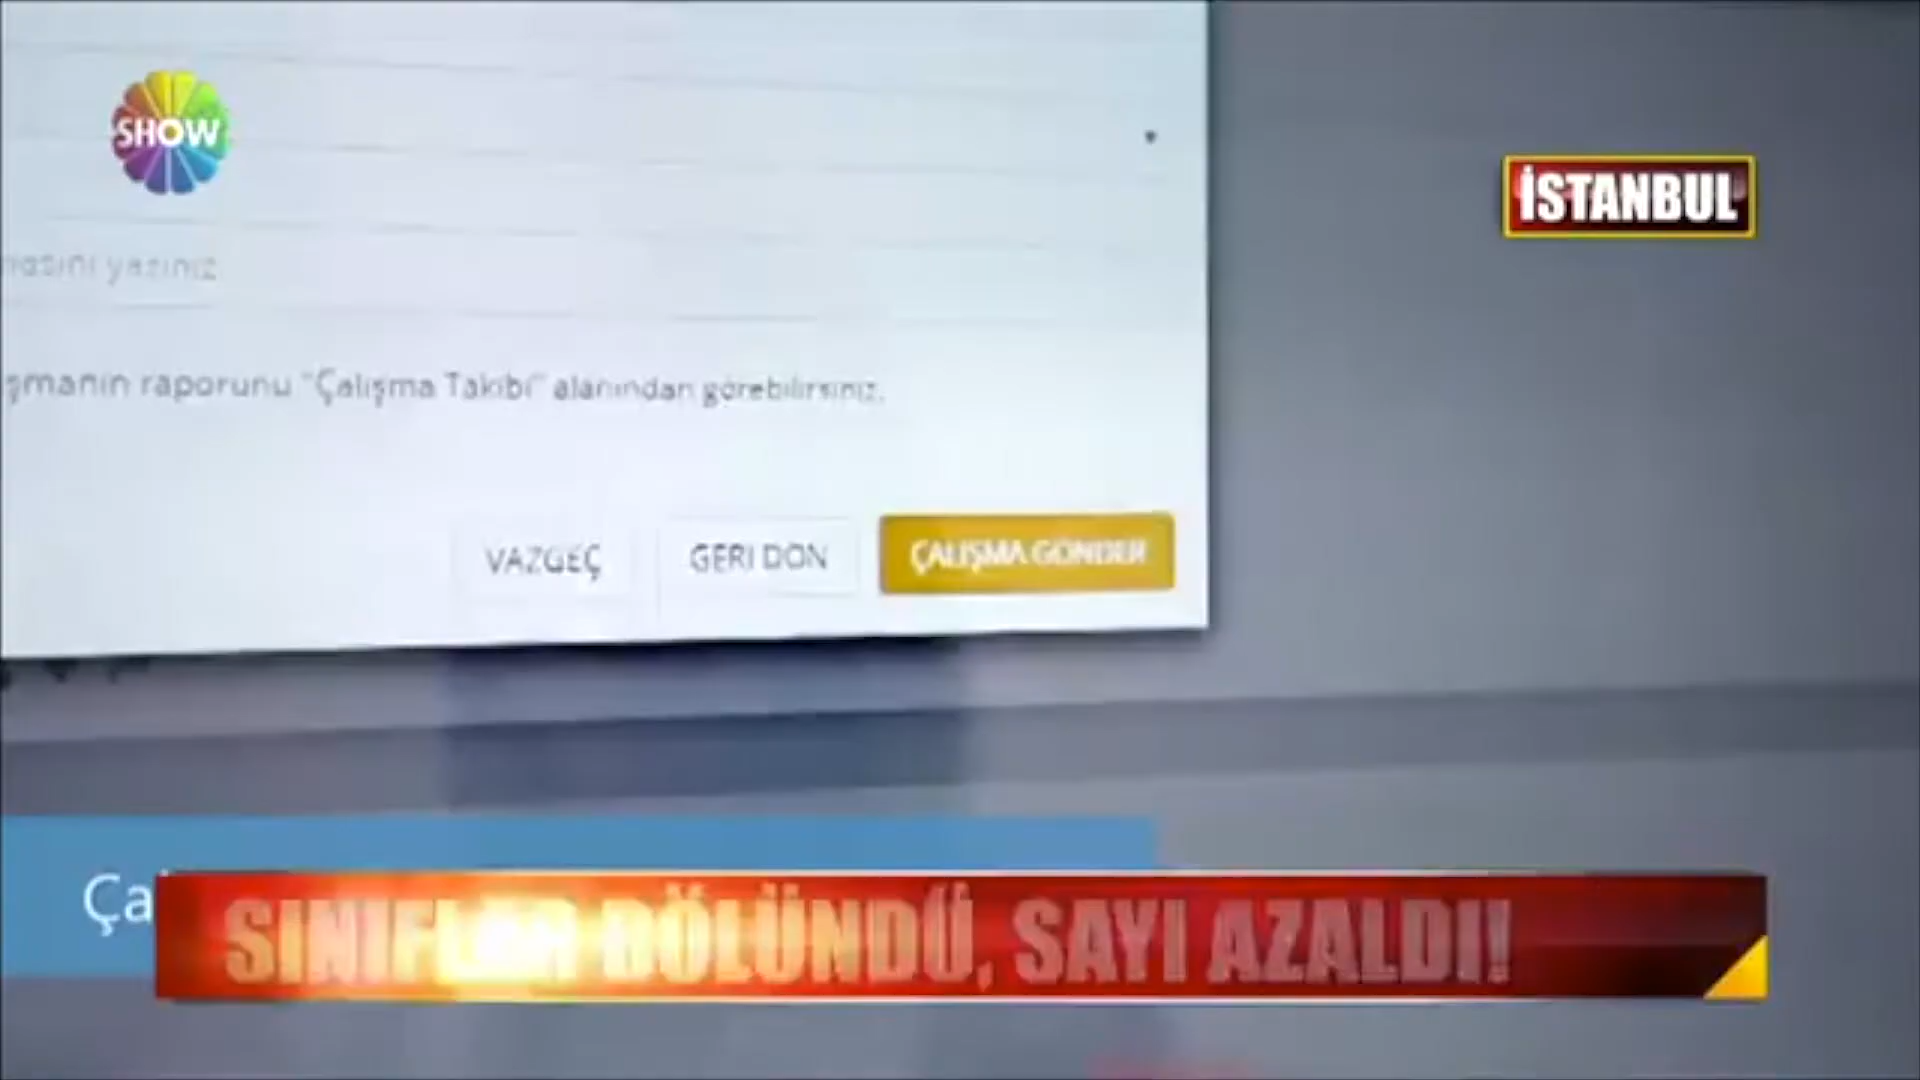 SHOW
İSTANBUL
yazınız
şmanın raporunu "Çalışma Takibi" alanından görebilirsiniz.
VAZGEÇ
GERİ DÖN
ÇALIŞMA GÖNDER
Ça
SINIFLAR BÖLÜNDÜ, SAYI AZALDI!